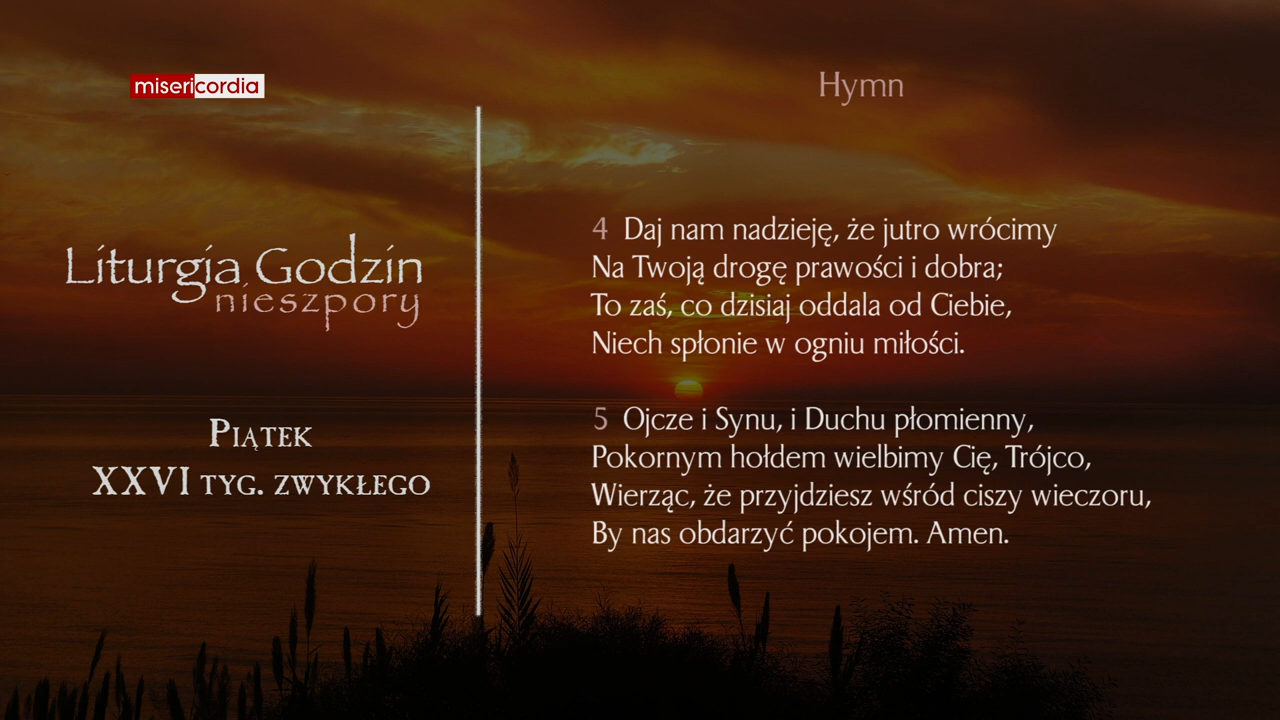 misericordia
Hymn
Liturgia Godzin
nieszpory
Piątek
XXVI tyg. zwykłego
4 Daj nam nadzieję, że jutro wrócimy
Na Twoją drogę prawości i dobra;
To zaś, co dzisiaj oddala od Ciebie,
Niech spłonie w ogniu miłości.
5 Ojcze i Synu, i Duchu płomienny,
Pokornym hołdem wielbimy Cię, Trójco,
Wierząc, że przyjdziesz wśród ciszy wieczoru,
By nas obdarzyć pokojem. Amen.